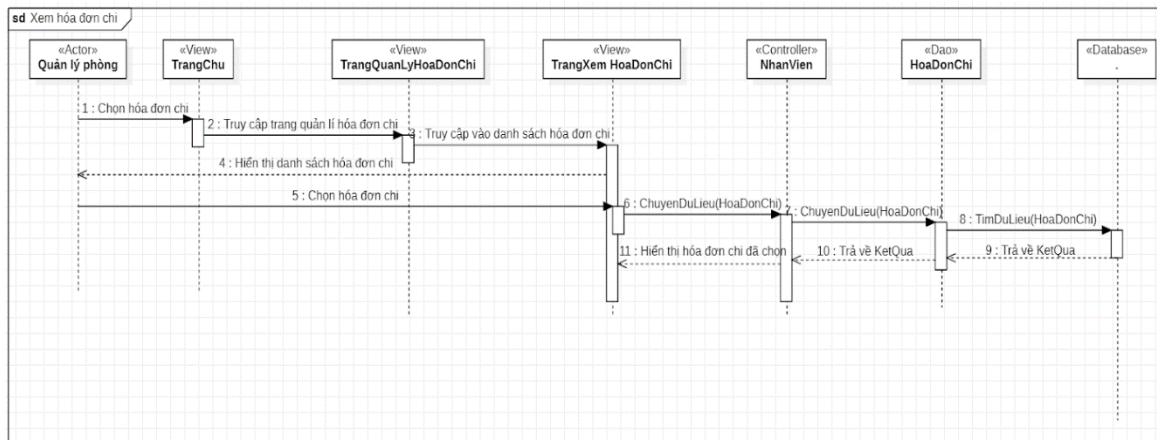 sd Xem hóa đơn chi
«Actor»
Quản lý phòng
«View»
TrangChu
«View»
TrangQuanLyHoaDonChi
«View»
TrangXem HoaDonChi
«Controller»
NhanVien
«Dao»
HoaDonChi
«Database»
.
1 : Chọn hóa đơn chi
2 : Truy cập trang quản lí hóa đơn chi
3 : Truy cập vào danh sách hóa đơn chi
4 : Hiển thị danh sách hóa đơn chi
5 : Chọn hóa đơn chi
6 : ChuyenDuLieu(HoaDonChi)
7 : ChuyenDuLieu(HoaDonChi)
8 : TimDuLieu(HoaDonChi)
9 : Trả về KetQua
10 : Trả về KetQua
11 : Hiển thị hóa đơn chi đã chọn